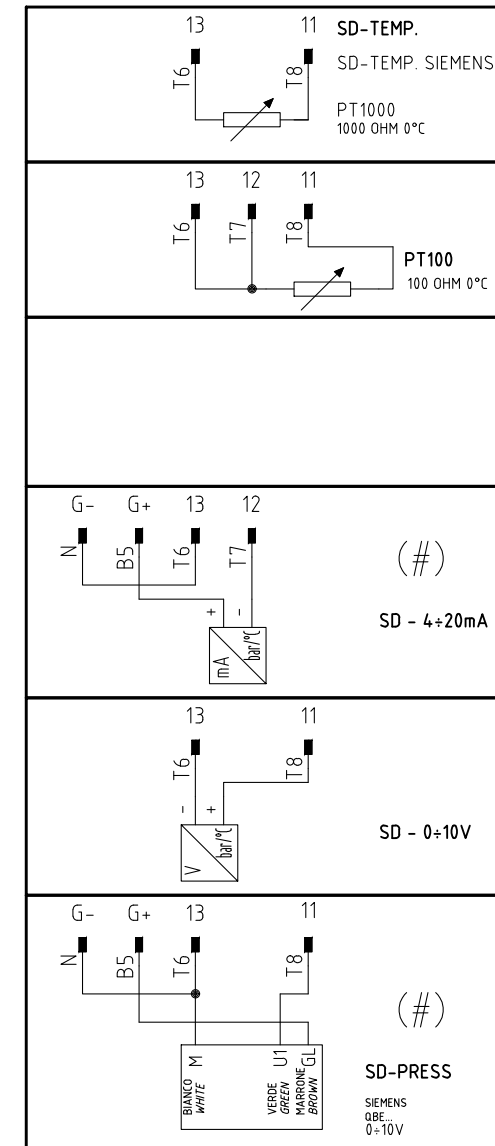 13 11 SD-TEMP.
T6 T8 SD-TEMP. SIEMENS
PT1000
1000 OHM 0°C
13 12 11
T6 T7 T8
PT100
100 OHM 0°C
G- G+ 13 12
N B5 T6 T7
(#)
+ -
mA bar/°C
SD - 4÷20mA
13 11
T6 T8
- +
V bar/°C
SD - 0÷10V
G- G+ 13 11
N B5 T6 T8
(#)
M U1 GL
BIANCO
WHITE
VERDE
GREEN
MARRONE
BROWN
SD-PRESS
SIEMENS
QBE...
0÷10V